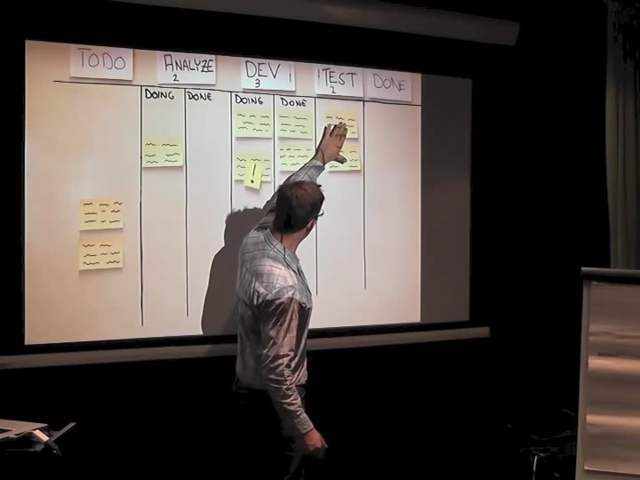 TODO
ANALYZE
2
DEV
3
TEST
2
DONE
DOING
DONE
DOING
DONE
!